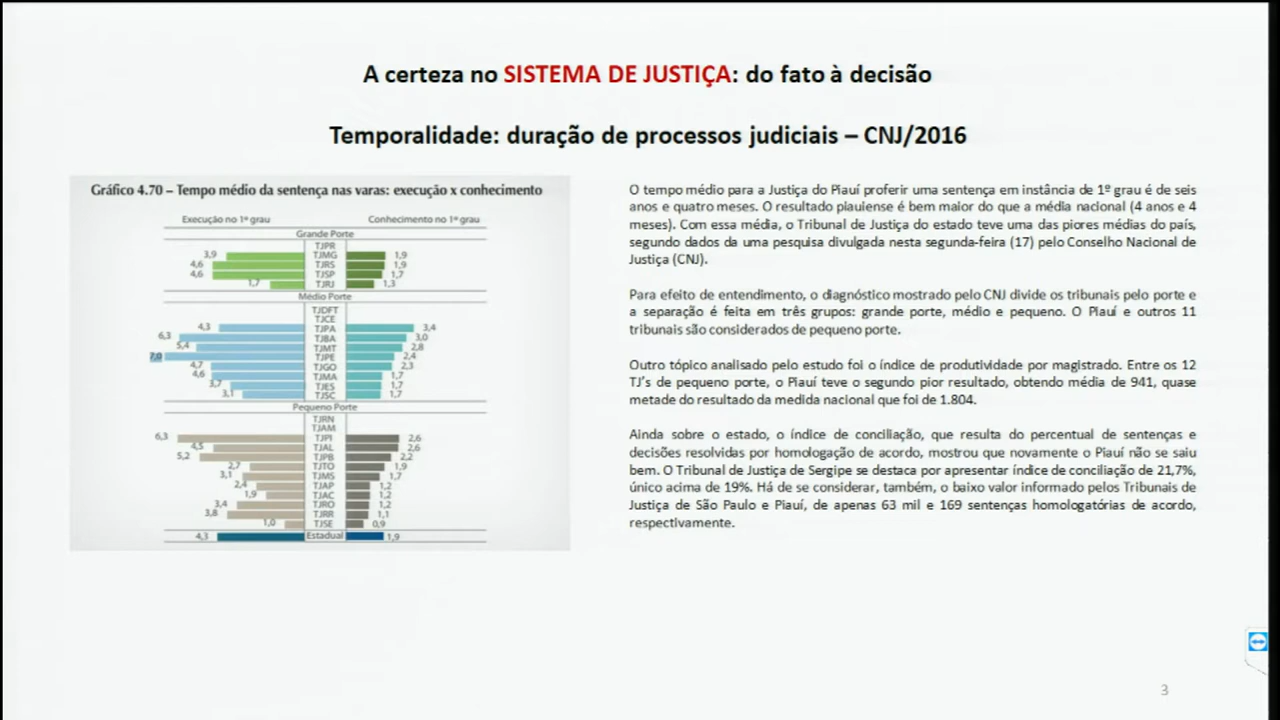 A certeza no SISTEMA DE JUSTIÇA: do fato à decisão
Temporalidade: duração de processos judiciais – CNJ/2016
Gráfico 4.70 – Tempo médio da sentença nas varas: execução x conhecimento
Execução no 1º grau Conhecimento no 1º grau
Grande Porte
TJPR
3,9 TJMG 1,9
4,6 TJRS 1,9
4,6 TJSP 1,7
1,7 TJRJ 1,3
Médio Porte
TJDFT
TJCE
4,3 TJPA 3,4
6,3 TJBA 3,0
5,4 TJMT 2,8
7,0 TJPE 2,4
4,7 TJGO 2,3
4,6 TJMA 1,7
3,7 TJES 1,7
3,1 TJSC 1,7
Pequeno Porte
TJRN
TJAM
6,3 TJPI 2,6
4,5 TJAL 2,6
5,2 TJPB 2,2
2,7 TJTO 1,9
3,1 TJMS 1,7
2,4 TJAP 1,2
1,9 TJAC 1,2
3,4 TJRO 1,2
3,8 TJRR 1,1
1,0 TJSE 0,9
4,3 Estadual 1,9
O tempo médio para a Justiça do Piauí proferir uma sentença em instância de 1º grau é de seis
anos e quatro meses. O resultado piauiense é bem maior do que a média nacional (4 anos e 4
meses). Com essa média, o Tribunal de Justiça do estado teve uma das piores médias do país,
segundo dados da uma pesquisa divulgada nesta segunda-feira (17) pelo Conselho Nacional de
Justiça (CNJ).
Para efeito de entendimento, o diagnóstico mostrado pelo CNJ divide os tribunais pelo porte e
a separação é feita em três grupos: grande porte, médio e pequeno. O Piauí e outros 11
tribunais são considerados de pequeno porte.
Outro tópico analisado pelo estudo foi o índice de produtividade por magistrado. Entre os 12
TJ's de pequeno porte, o Piauí teve o segundo pior resultado, obtendo média de 941, quase
metade do resultado da medida nacional que foi de 1.804.
Ainda sobre o estado, o índice de conciliação, que resulta do percentual de sentenças e
decisões resolvidas por homologação de acordo, mostrou que novamente o Piauí não se saiu
bem. O Tribunal de Justiça de Sergipe se destaca por apresentar índice de conciliação de 21,7%,
único acima de 19%. Há de se considerar, também, o baixo valor informado pelos Tribunais de
Justiça de São Paulo e Piauí, de apenas 63 mil e 169 sentenças homologatórias de acordo,
respectivamente.
3